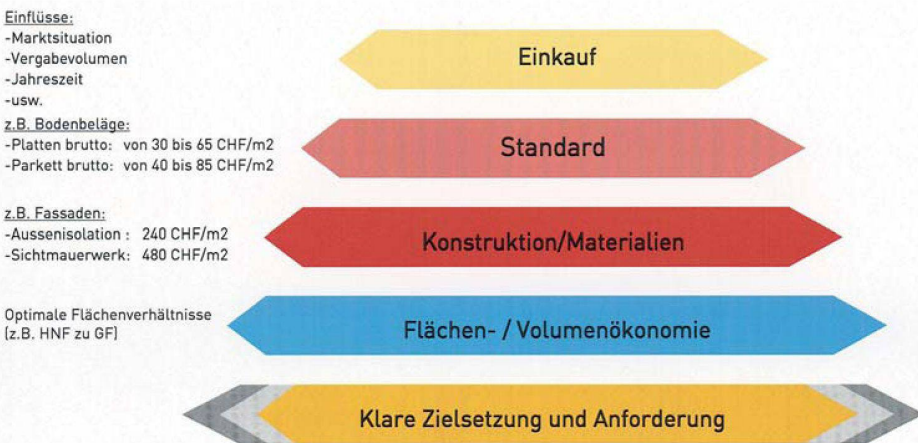 Einflüsse:
-Marktsituation
-Vergabevolumen
-Jahreszeit
-usw.
Einkauf
z.B. Bodenbeläge:
-Platten brutto: von 30 bis 65 CHF/m2
-Parkett brutto: von 40 bis 85 CHF/m2
Standard
z.B. Fassaden:
-Aussenisolation : 240 CHF/m2
-Sichtmauerwerk: 480 CHF/m2
Konstruktion/Materialien
Optimale Flächenverhältnisse
(z.B. HNF zu GF)
Flächen- / Volumenökonomie
Klare Zielsetzung und Anforderung